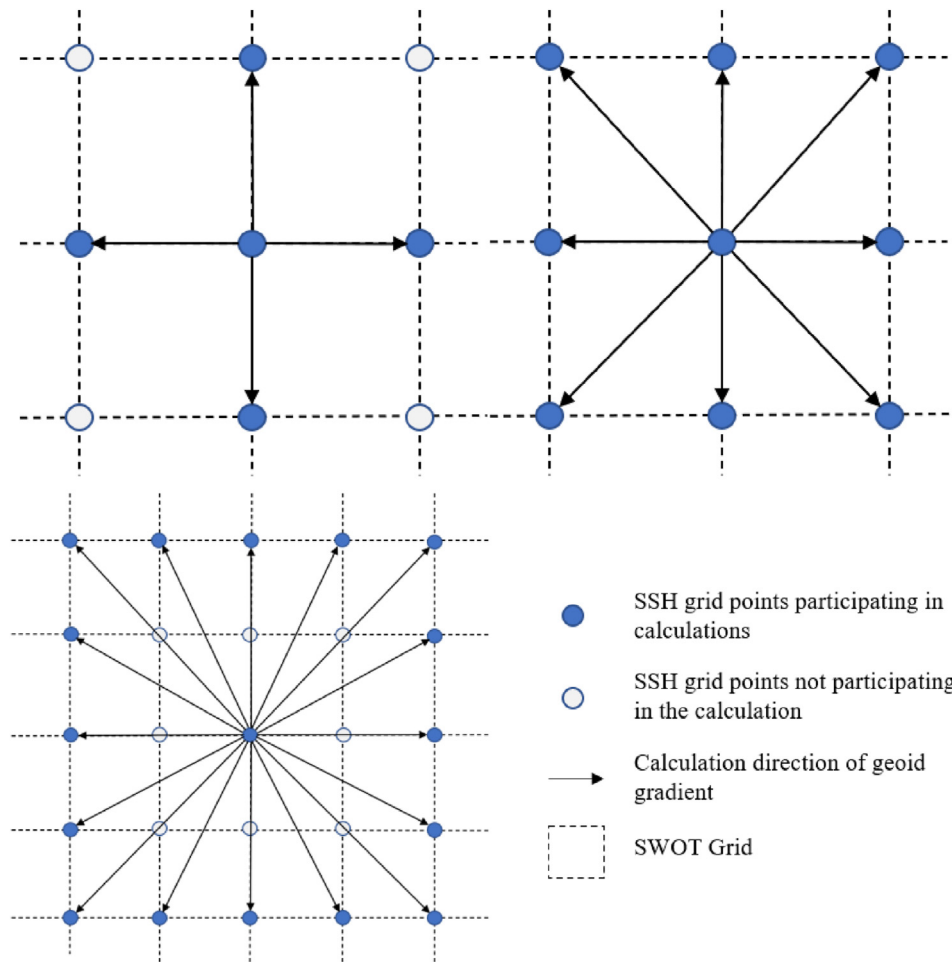 SSH grid points participating in
calculations
SSH grid points not participating
in the calculation
Calculation direction of geoid
gradient
SWOT Grid